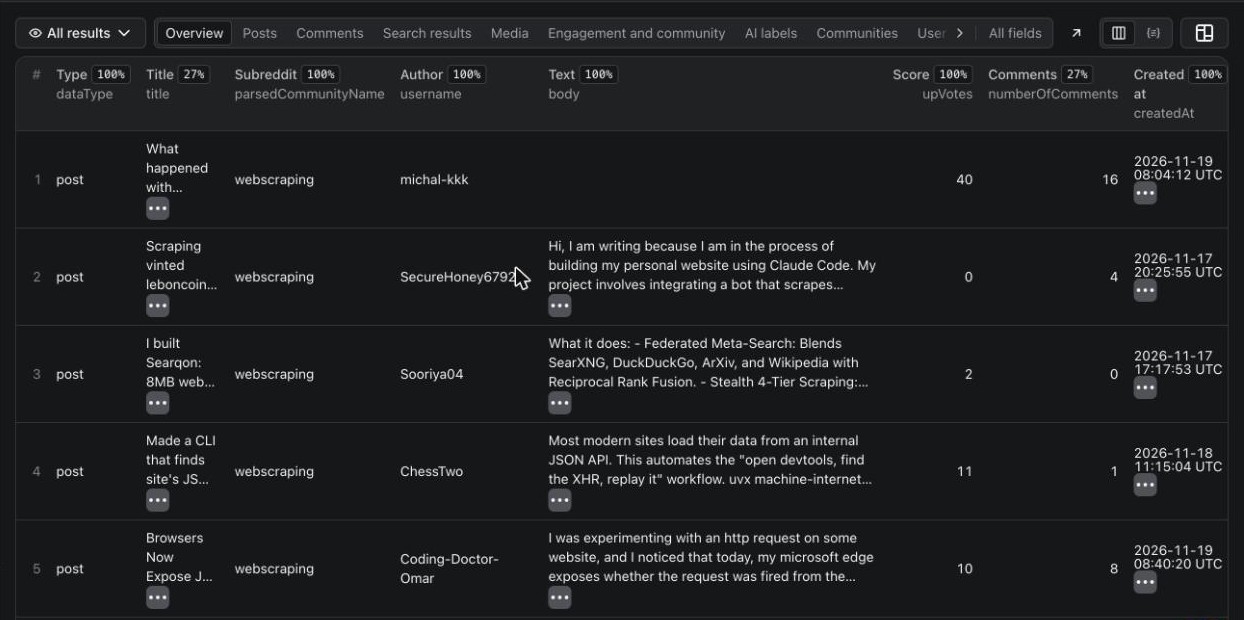 All results
Overview Posts Comments Search results Media Engagement and community AI labels Communities User All fields
# Type 100% Title 27% Subreddit 100% Author 100% Text 100% Score 100% Comments 27% Created at 100%
dataType title parsedCommunityName username body upVotes numberOfComments createdAt
1 post
What
happened
with...
webscraping michal-kkk 40 16
2026-11-19
08:04:12 UTC
2 post
Scraping
vinted
leboncoin...
webscraping SecureHoney6792
Hi, I am writing because I am in the process of
building my personal website using Claude Code. My
project involves integrating a bot that scrapes...
0 4
2026-11-17
20:25:55 UTC
3 post
I built
Searqon:
8MB web...
webscraping Sooriya04
What it does: - Federated Meta-Search: Blends
SearXNG, DuckDuckGo, ArXiv, and Wikipedia with
Reciprocal Rank Fusion. - Stealth 4-Tier Scraping:...
2 0
2026-11-17
17:17:53 UTC
4 post
Made a CLI
that finds
site's JS...
webscraping ChessTwo
Most modern sites load their data from an internal
JSON API. This automates the "open devtools, find
the XHR, replay it" workflow. uvx machine-internet...
11 1
2026-11-18
11:15:04 UTC
5 post
Browsers
Now
Expose J...
webscraping
Coding-Doctor-
Omar
I was experimenting with an http request on some
website, and I noticed that today, my microsoft edge
exposes whether the request was fired from the...
10 8
2026-11-19
08:40:20 UTC